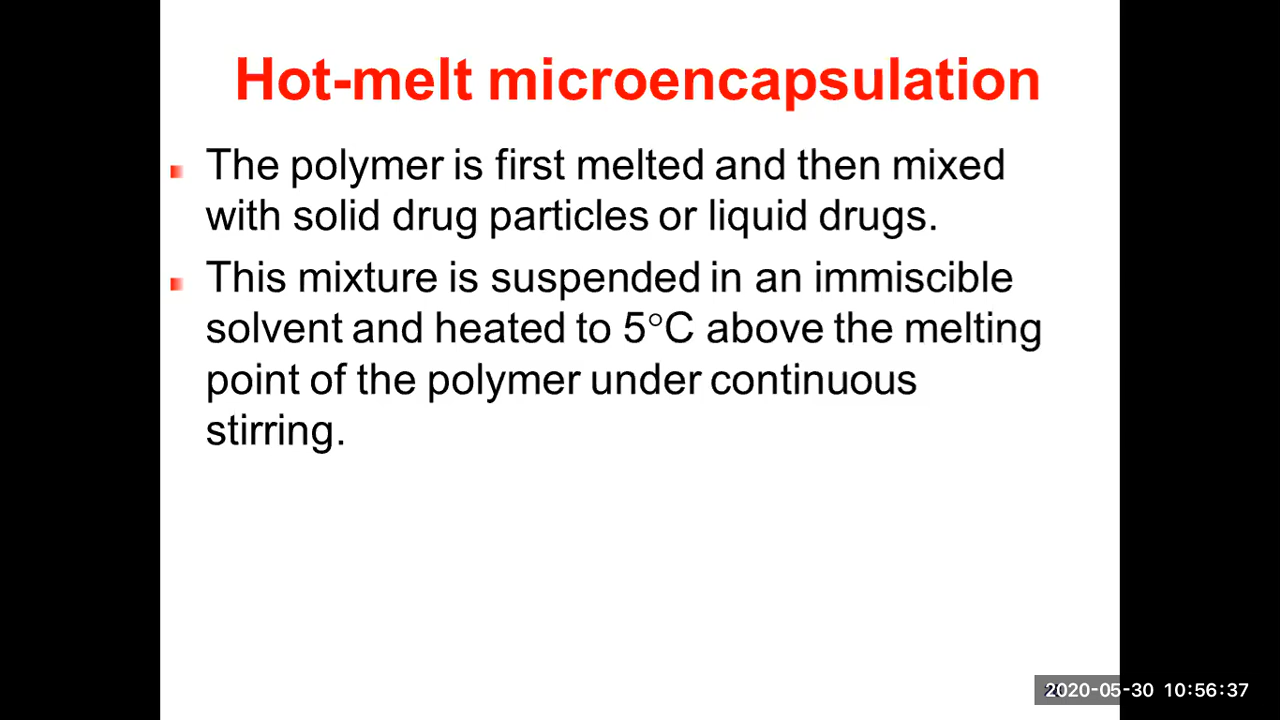 Hot-melt microencapsulation
The polymer is first melted and then mixed
with solid drug particles or liquid drugs.
This mixture is suspended in an immiscible
solvent and heated to 5°C above the melting
point of the polymer under continuous
stirring.
2020-05-30 10:56:37